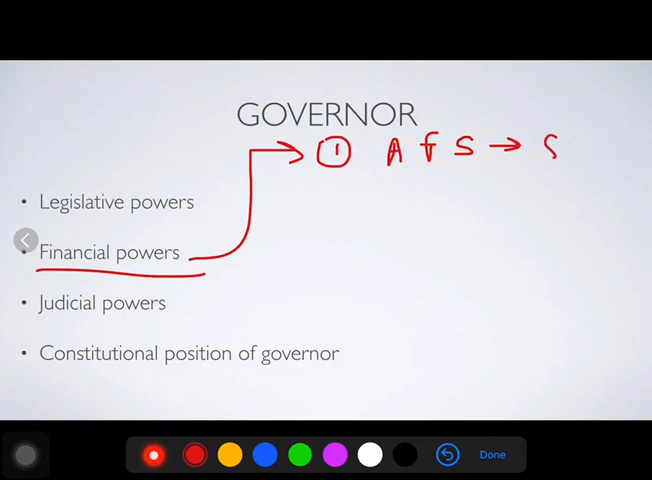 GOVERNOR
① A f S → S
• Legislative powers
• Financial powers
• Judicial powers
• Constitutional position of governor
Done